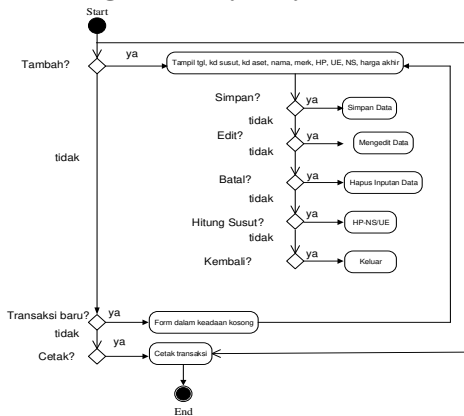 Start
Tambah?
ya
Tampil tgl, kd susut, kd aset, nama, merk, HP, UE, NS, harga akhir
Simpan?
ya
Simpan Data
tidak
Edit?
ya
Mengedit Data
tidak
tidak
Batal?
ya
Hapus Inputan Data
tidak
Hitung Susut?
ya
HP-NS/UE
tidak
Kembali?
ya
Keluar
Transaksi baru?
ya
Form dalam keadaan kosong
tidak
Cetak?
ya
Cetak transaksi
End